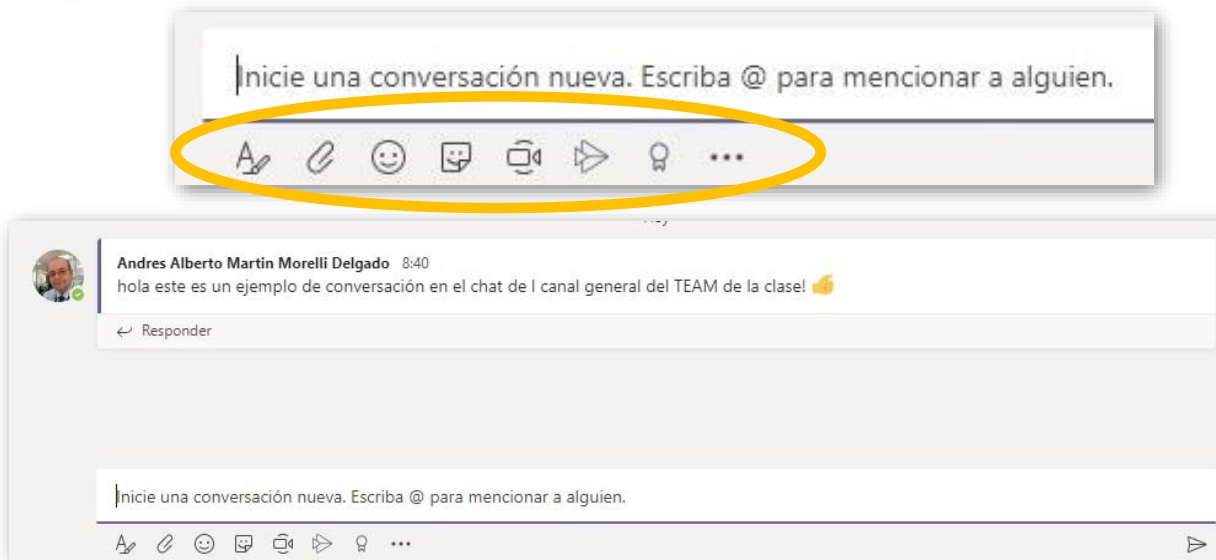 Inicie una conversación nueva. Escriba @ para mencionar a alguien.
Andres Alberto Martin Morelli Delgado 8:40
hola este es un ejemplo de conversación en el chat de l canal general del TEAM de la clase!
Responder
Inicie una conversación nueva. Escriba @ para mencionar a alguien.